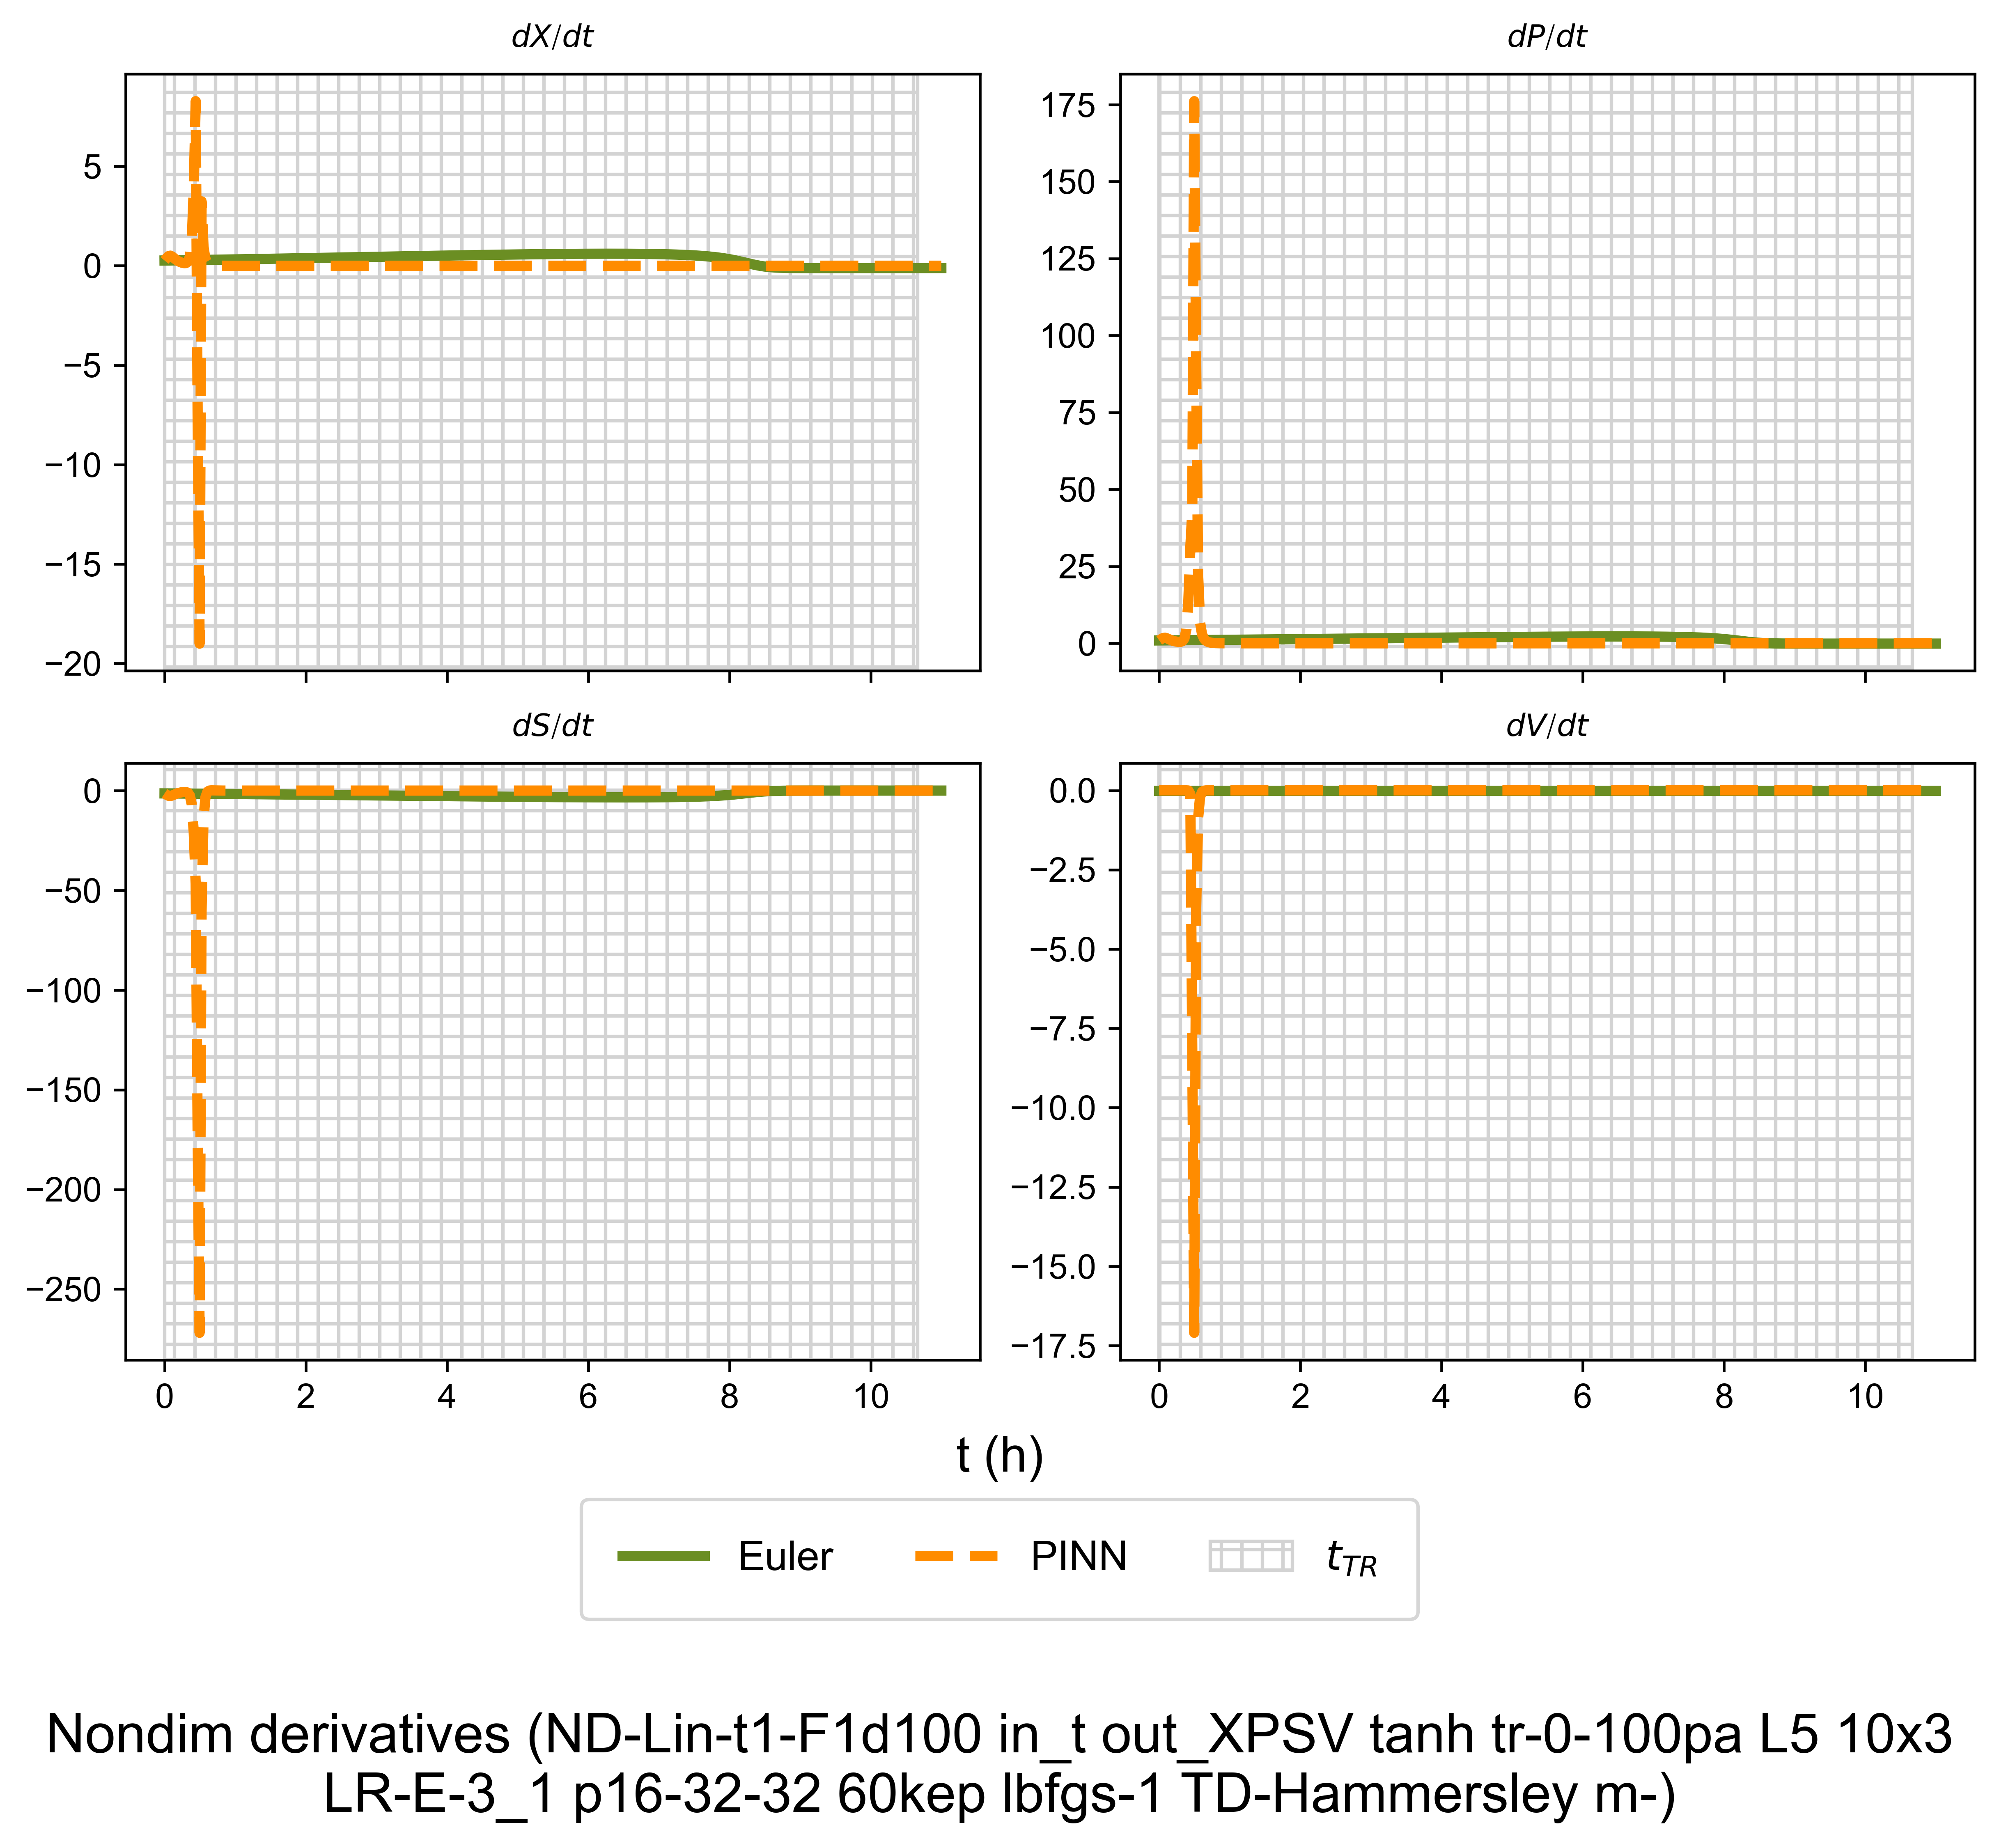 dX/dt
dP/dt
5
0
−5
−10
−15
−20
175
150
125
100
75
50
25
0
dS/dt
dV/dt
0
−50
−100
−150
−200
−250
0 2 4 6 8 10
0.0
−2.5
−5.0
−7.5
−10.0
−12.5
−15.0
−17.5
0 2 4 6 8 10
t (h)
Euler PINN t_TR
Nondim derivatives (ND-Lin-t1-F1d100 in_t out_XPSV tanh tr-0-100pa L5 10x3
LR-E-3_1 p16-32-32 60kep lbfgs-1 TD-Hammersley m-)